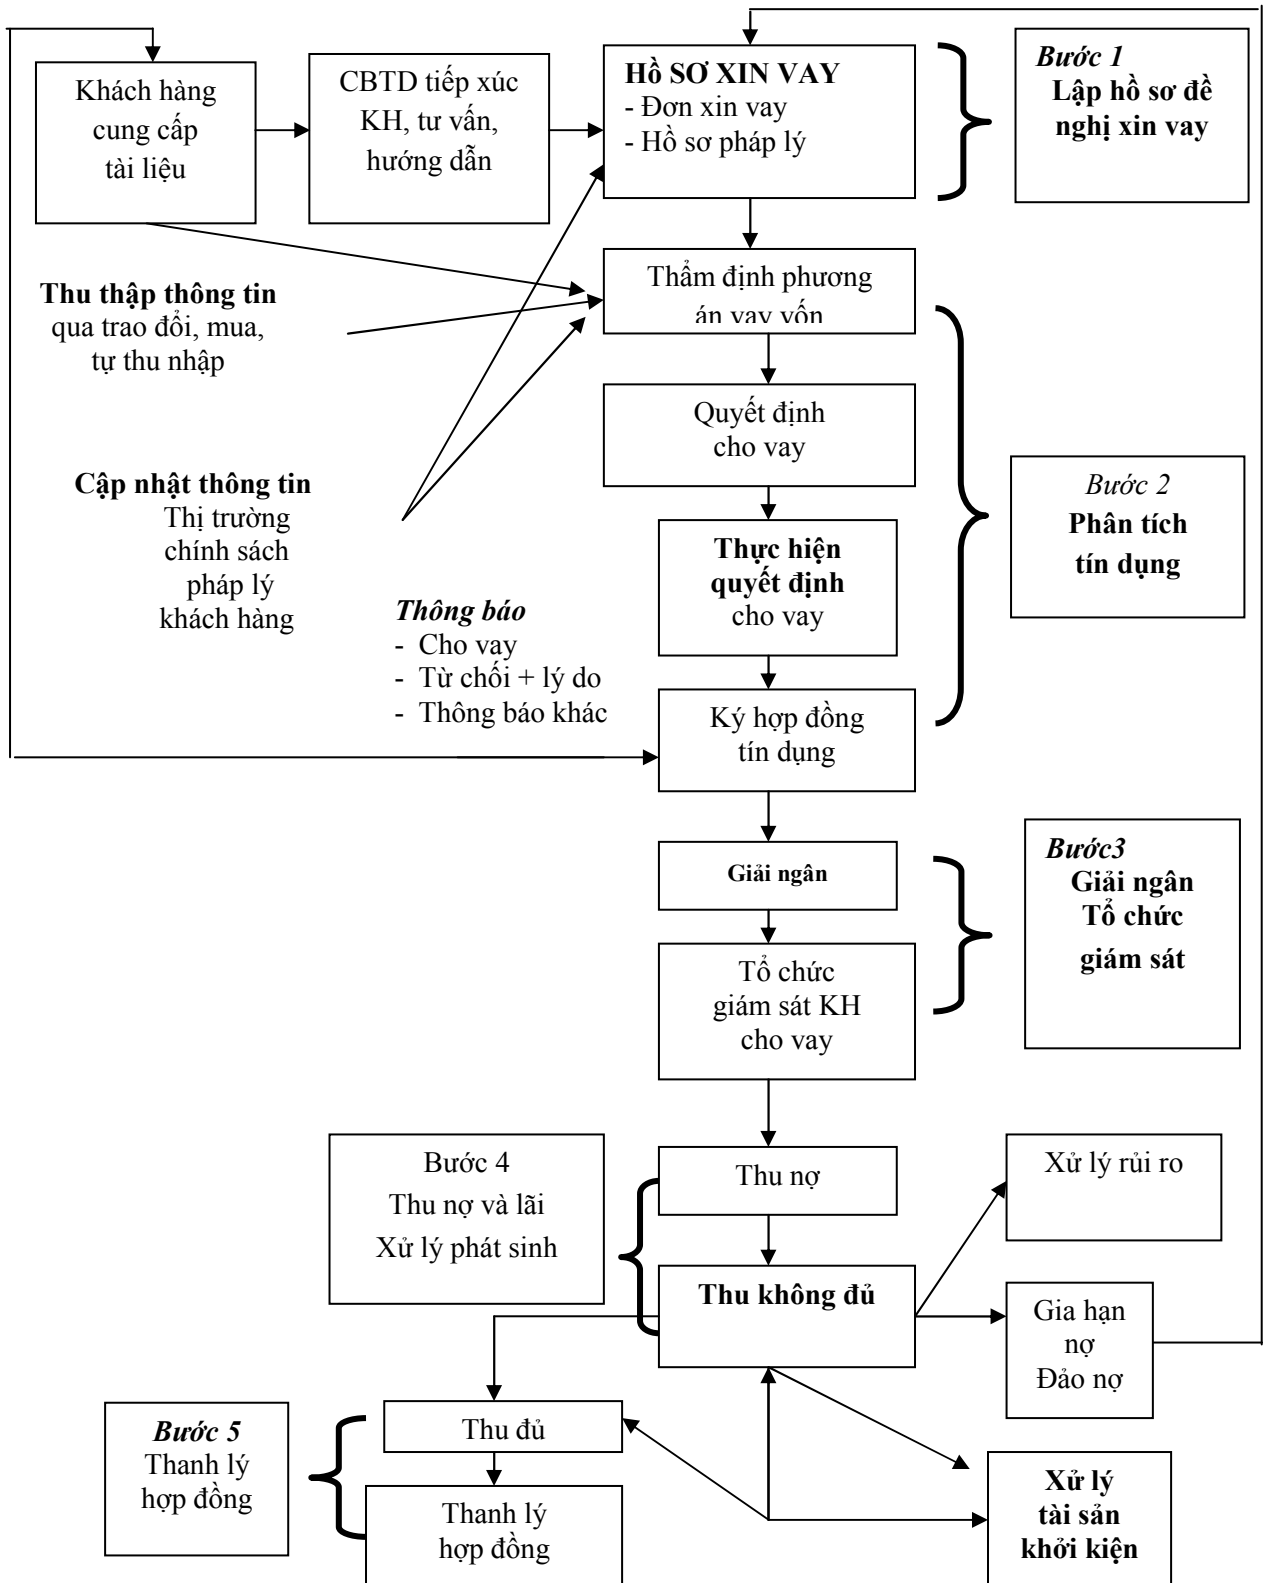 Khách hàng
cung cấp
tài liệu
CBTD tiếp xúc
KH, tư vấn,
hướng dẫn
Hồ SƠ XIN VAY
- Đơn xin vay
- Hồ sơ pháp lý
Bước 1
Lập hồ sơ đề
nghị xin vay
Thẩm định phương
án vay vốn
Thu thập thông tin
qua trao đổi, mua,
tự thu nhập
Quyết định
cho vay
Cập nhật thông tin
Thị trường
chính sách
pháp lý
khách hàng
Thực hiện
quyết định
cho vay
Bước 2
Phân tích
tín dụng
Thông báo
- Cho vay
- Từ chối + lý do
- Thông báo khác
Ký hợp đồng
tín dụng
Giải ngân
Bước3
Giải ngân
Tổ chức
giám sát
Tổ chức
giám sát KH
cho vay
Bước 4
Thu nợ và lãi
Xử lý phát sinh
Thu nợ
Xử lý rủi ro
Thu không đủ
Gia hạn
nợ
Đảo nợ
Bước 5
Thanh lý
hợp đồng
Thu đủ
Thanh lý
hợp đồng
Xử lý
tài sản
khởi kiện